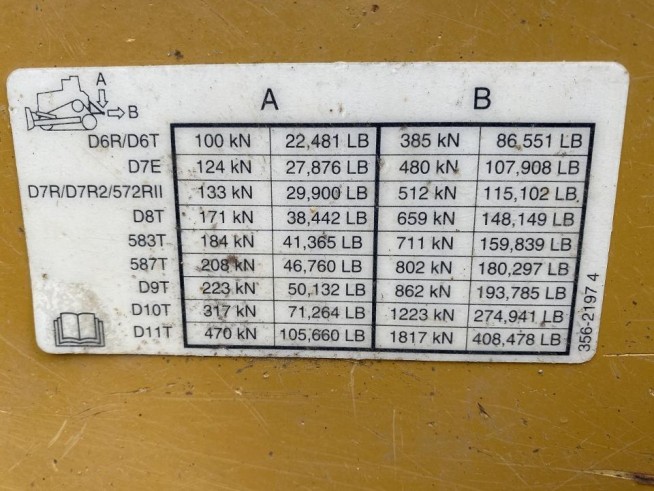 A
B
A B
D6R/D6T 100 kN 22,481 LB 385 kN 86,551 LB
D7E 124 kN 27,876 LB 480 kN 107,908 LB
D7R/D7R2/572RII 133 kN 29,900 LB 512 kN 115,102 LB
D8T 171 kN 38,442 LB 659 kN 148,149 LB
583T 184 kN 41,365 LB 711 kN 159,839 LB
587T 208 kN 46,760 LB 802 kN 180,297 LB
D9T 223 kN 50,132 LB 862 kN 193,785 LB
D10T 317 kN 71,264 LB 1223 kN 274,941 LB
D11T 470 kN 105,660 LB 1817 kN 408,478 LB
356-2197 4